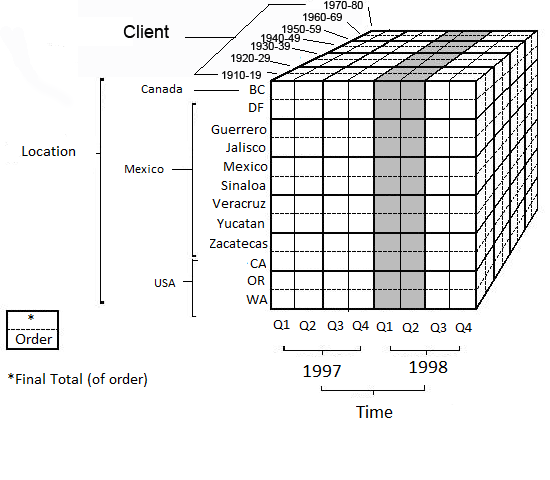 1970-80
1960-69
1950-59
1940-49
1930-39
1920-29
1910-19
Client
Canada
BC
DF
Guerrero
Jalisco
Location
Mexico
Mexico
Sinaloa
Veracruz
Yucatan
Zacatecas
CA
USA
OR
WA
*
Order
Q1 Q2 Q3 Q4 Q1 Q2 Q3 Q4
1997 1998
*Final Total (of order)
Time